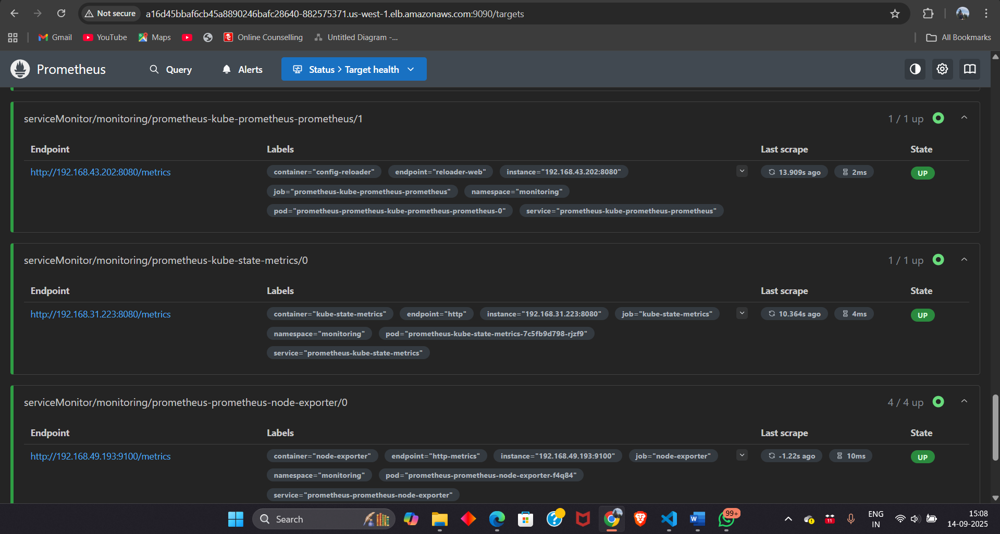 Not secure a16d45bbaf6cb45a8890246bafc28640-882575371.us-west-1.elb.amazonaws.com:9090/targets
Gmail YouTube Maps Online Counselling Untitled Diagram -... All Bookmarks
Prometheus Query Alerts Status > Target health
serviceMonitor/monitoring/prometheus-kube-prometheus-prometheus/1 1 / 1 up
Endpoint Labels Last scrape State
http://192.168.43.202:8080/metrics container="config-reloader" endpoint="reloader-web" instance="192.168.43.202:8080" 13.909s ago 2ms UP
job="prometheus-kube-prometheus-prometheus" namespace="monitoring"
pod="prometheus-prometheus-kube-prometheus-prometheus-0" service="prometheus-kube-prometheus-prometheus"
serviceMonitor/monitoring/prometheus-kube-state-metrics/0 1 / 1 up
Endpoint Labels Last scrape State
http://192.168.31.223:8080/metrics container="kube-state-metrics" endpoint="http" instance="192.168.31.223:8080" job="kube-state-metrics" 10.364s ago 4ms UP
namespace="monitoring" pod="prometheus-kube-state-metrics-7c5fb9d798-rjzf9"
service="prometheus-kube-state-metrics"
serviceMonitor/monitoring/prometheus-prometheus-node-exporter/0 4 / 4 up
Endpoint Labels Last scrape State
http://192.168.49.193:9100/metrics container="node-exporter" endpoint="http-metrics" instance="192.168.49.193:9100" job="node-exporter" -1.22s ago 10ms UP
namespace="monitoring" pod="prometheus-prometheus-node-exporter-f4q84"
service="prometheus-prometheus-node-exporter"
Search 99+ 11 ENG 15:08
IN 14-09-2025